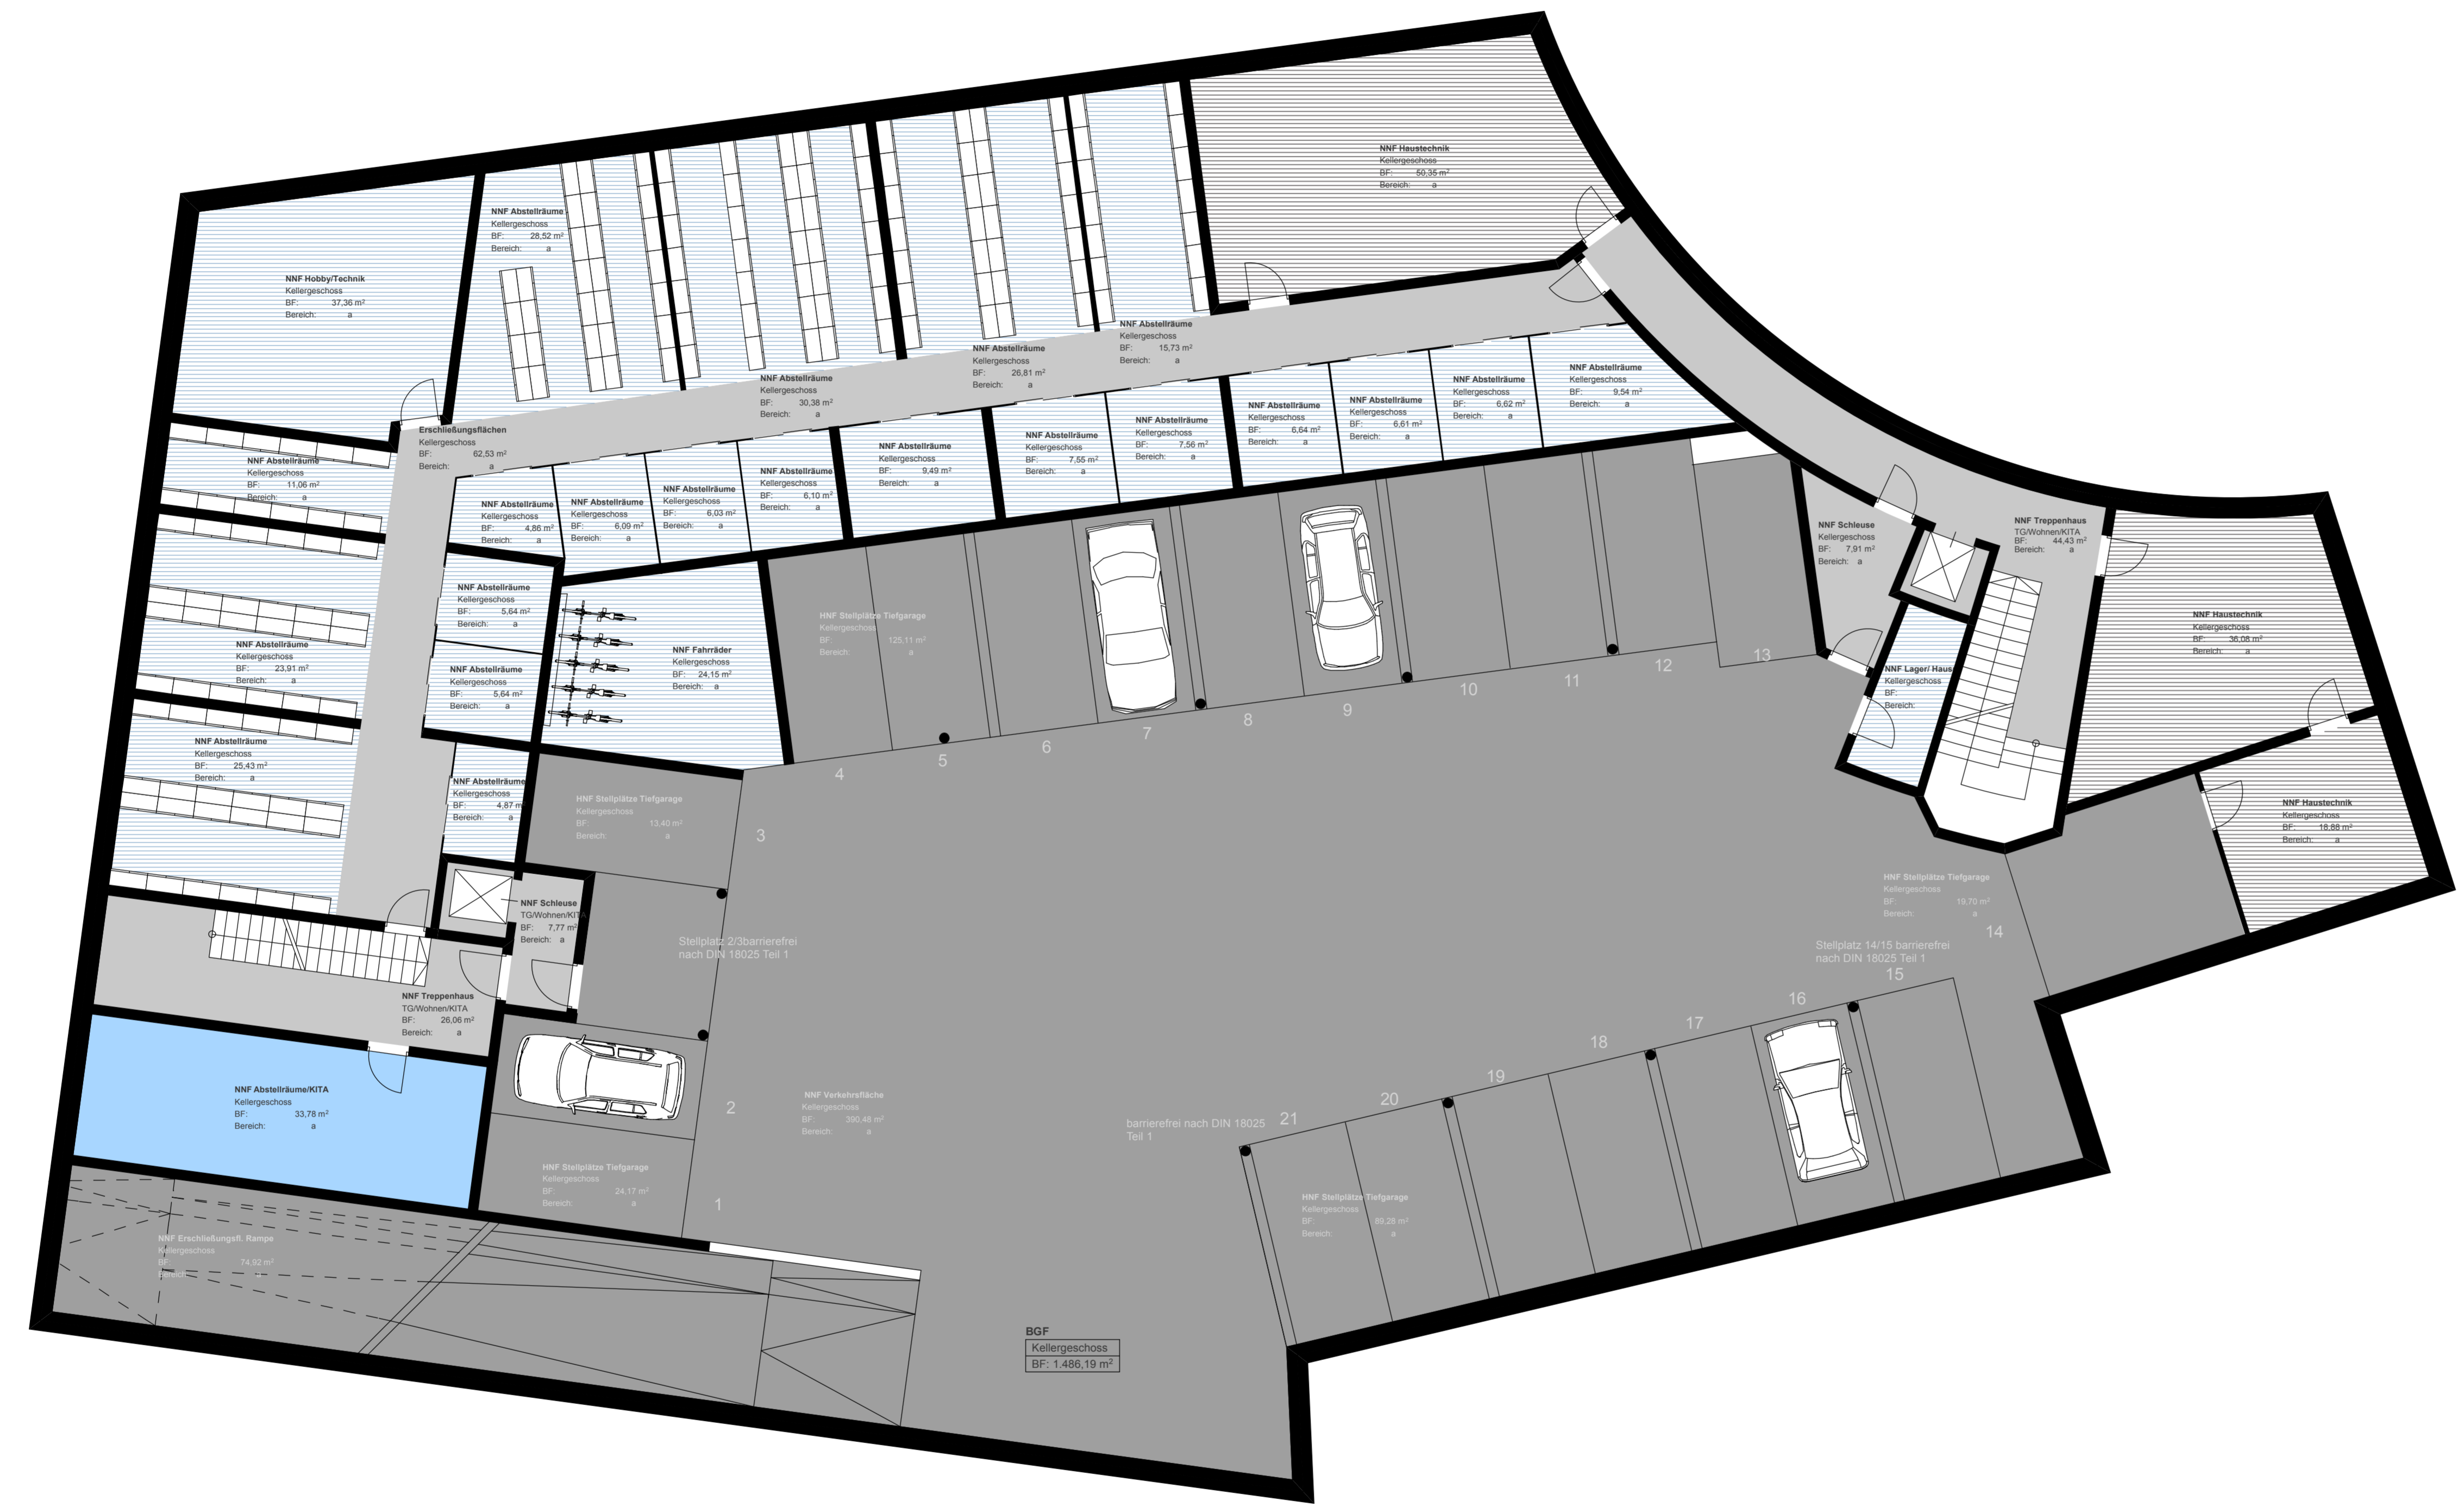 NNF Haustechnik
Kellergeschoss
BF: 50,35 m²
Bereich: a
NNF Abstellräume
Kellergeschoss
BF: 28,52 m²
Bereich: a
NNF Hobby/Technik
Kellergeschoss
BF: 37,36 m²
Bereich: a
NNF Abstellräume
Kellergeschoss
BF: 15,73 m²
Bereich: a
NNF Abstellräume
Kellergeschoss
BF: 26,81 m²
Bereich: a
NNF Abstellräume
Kellergeschoss
BF: 30,38 m²
Bereich: a
Erschließungsflächen
Kellergeschoss
BF: 62,53 m²
Bereich: a
NNF Abstellräume
Kellergeschoss
BF: 9,54 m²
Bereich: a
NNF Abstellräume
Kellergeschoss
BF: 6,62 m²
Bereich: a
NNF Abstellräume
Kellergeschoss
BF: 6,61 m²
Bereich: a
NNF Abstellräume
Kellergeschoss
BF: 6,64 m²
Bereich: a
NNF Abstellräume
Kellergeschoss
BF: 7,56 m²
Bereich: a
NNF Abstellräume
Kellergeschoss
BF: 7,55 m²
Bereich: a
NNF Abstellräume
Kellergeschoss
BF: 9,49 m²
Bereich: a
NNF Abstellräume
Kellergeschoss
BF: 6,10 m²
Bereich: a
NNF Abstellräume
Kellergeschoss
BF: 6,03 m²
Bereich: a
NNF Abstellräume
Kellergeschoss
BF: 6,09 m²
Bereich: a
NNF Abstellräume
Kellergeschoss
BF: 4,86 m²
Bereich: a
NNF Abstellräume
Kellergeschoss
BF: 11,06 m²
Bereich: a
NNF Abstellräume
Kellergeschoss
BF: 5,64 m²
Bereich: a
NNF Abstellräume
Kellergeschoss
BF: 5,64 m²
Bereich: a
NNF Abstellräume
Kellergeschoss
BF: 23,91 m²
Bereich: a
NNF Abstellräume
Kellergeschoss
BF: 25,43 m²
Bereich: a
NNF Abstellräume
Kellergeschoss
BF: 4,87 m
Bereich: a
NNF Fahrräder
Kellergeschoss
BF: 24,15 m²
Bereich: a
HNF Stellplätze Tiefgarage
Kellergeschoss
BF: 125,11 m²
Bereich: a
NNF Schleuse
Kellergeschoss
BF: 7,91 m²
Bereich: a
NNF Treppenhaus
TG/Wohnen/KITA
BF: 44,43 m²
Bereich: a
NNF Haustechnik
Kellergeschoss
BF: 36,08 m²
Bereich: a
NNF Lager/ Haus
Kellergeschoss
BF:
Bereich:
NNF Haustechnik
Kellergeschoss
BF: 18,88 m²
Bereich: a
13
12
11
10
9
8
7
6
5
4
3
HNF Stellplätze Tiefgarage
Kellergeschoss
BF: 13,40 m²
Bereich: a
HNF Stellplätze Tiefgarage
Kellergeschoss
BF: 19,70 m²
Bereich: a
14
Stellplatz 14/15 barrierefrei
nach DIN 18025 Teil 1
15
16
17
18
19
20
21
Stellplatz 2/3barrierefrei
nach DIN 18025 Teil 1
NNF Schleuse
TG/Wohnen/KITA
BF: 7,77 m²
Bereich: a
NNF Treppenhaus
TG/Wohnen/KITA
BF: 26,06 m²
Bereich: a
NNF Abstellräume/KITA
Kellergeschoss
BF: 33,78 m²
Bereich: a
2
NNF Verkehrsfläche
Kellergeschoss
BF: 390,48 m²
Bereich: a
barrierefrei nach DIN 18025
Teil 1
HNF Stellplätze Tiefgarage
Kellergeschoss
BF: 24,17 m²
Bereich: a
1
HNF Stellplätze Tiefgarage
Kellergeschoss
BF: 89,28 m²
Bereich: a
NNF Erschließungsfl. Rampe
Kellergeschoss
BF: 74,92 m²
Bereich: a
BGF
Kellergeschoss
BF: 1.486,19 m²